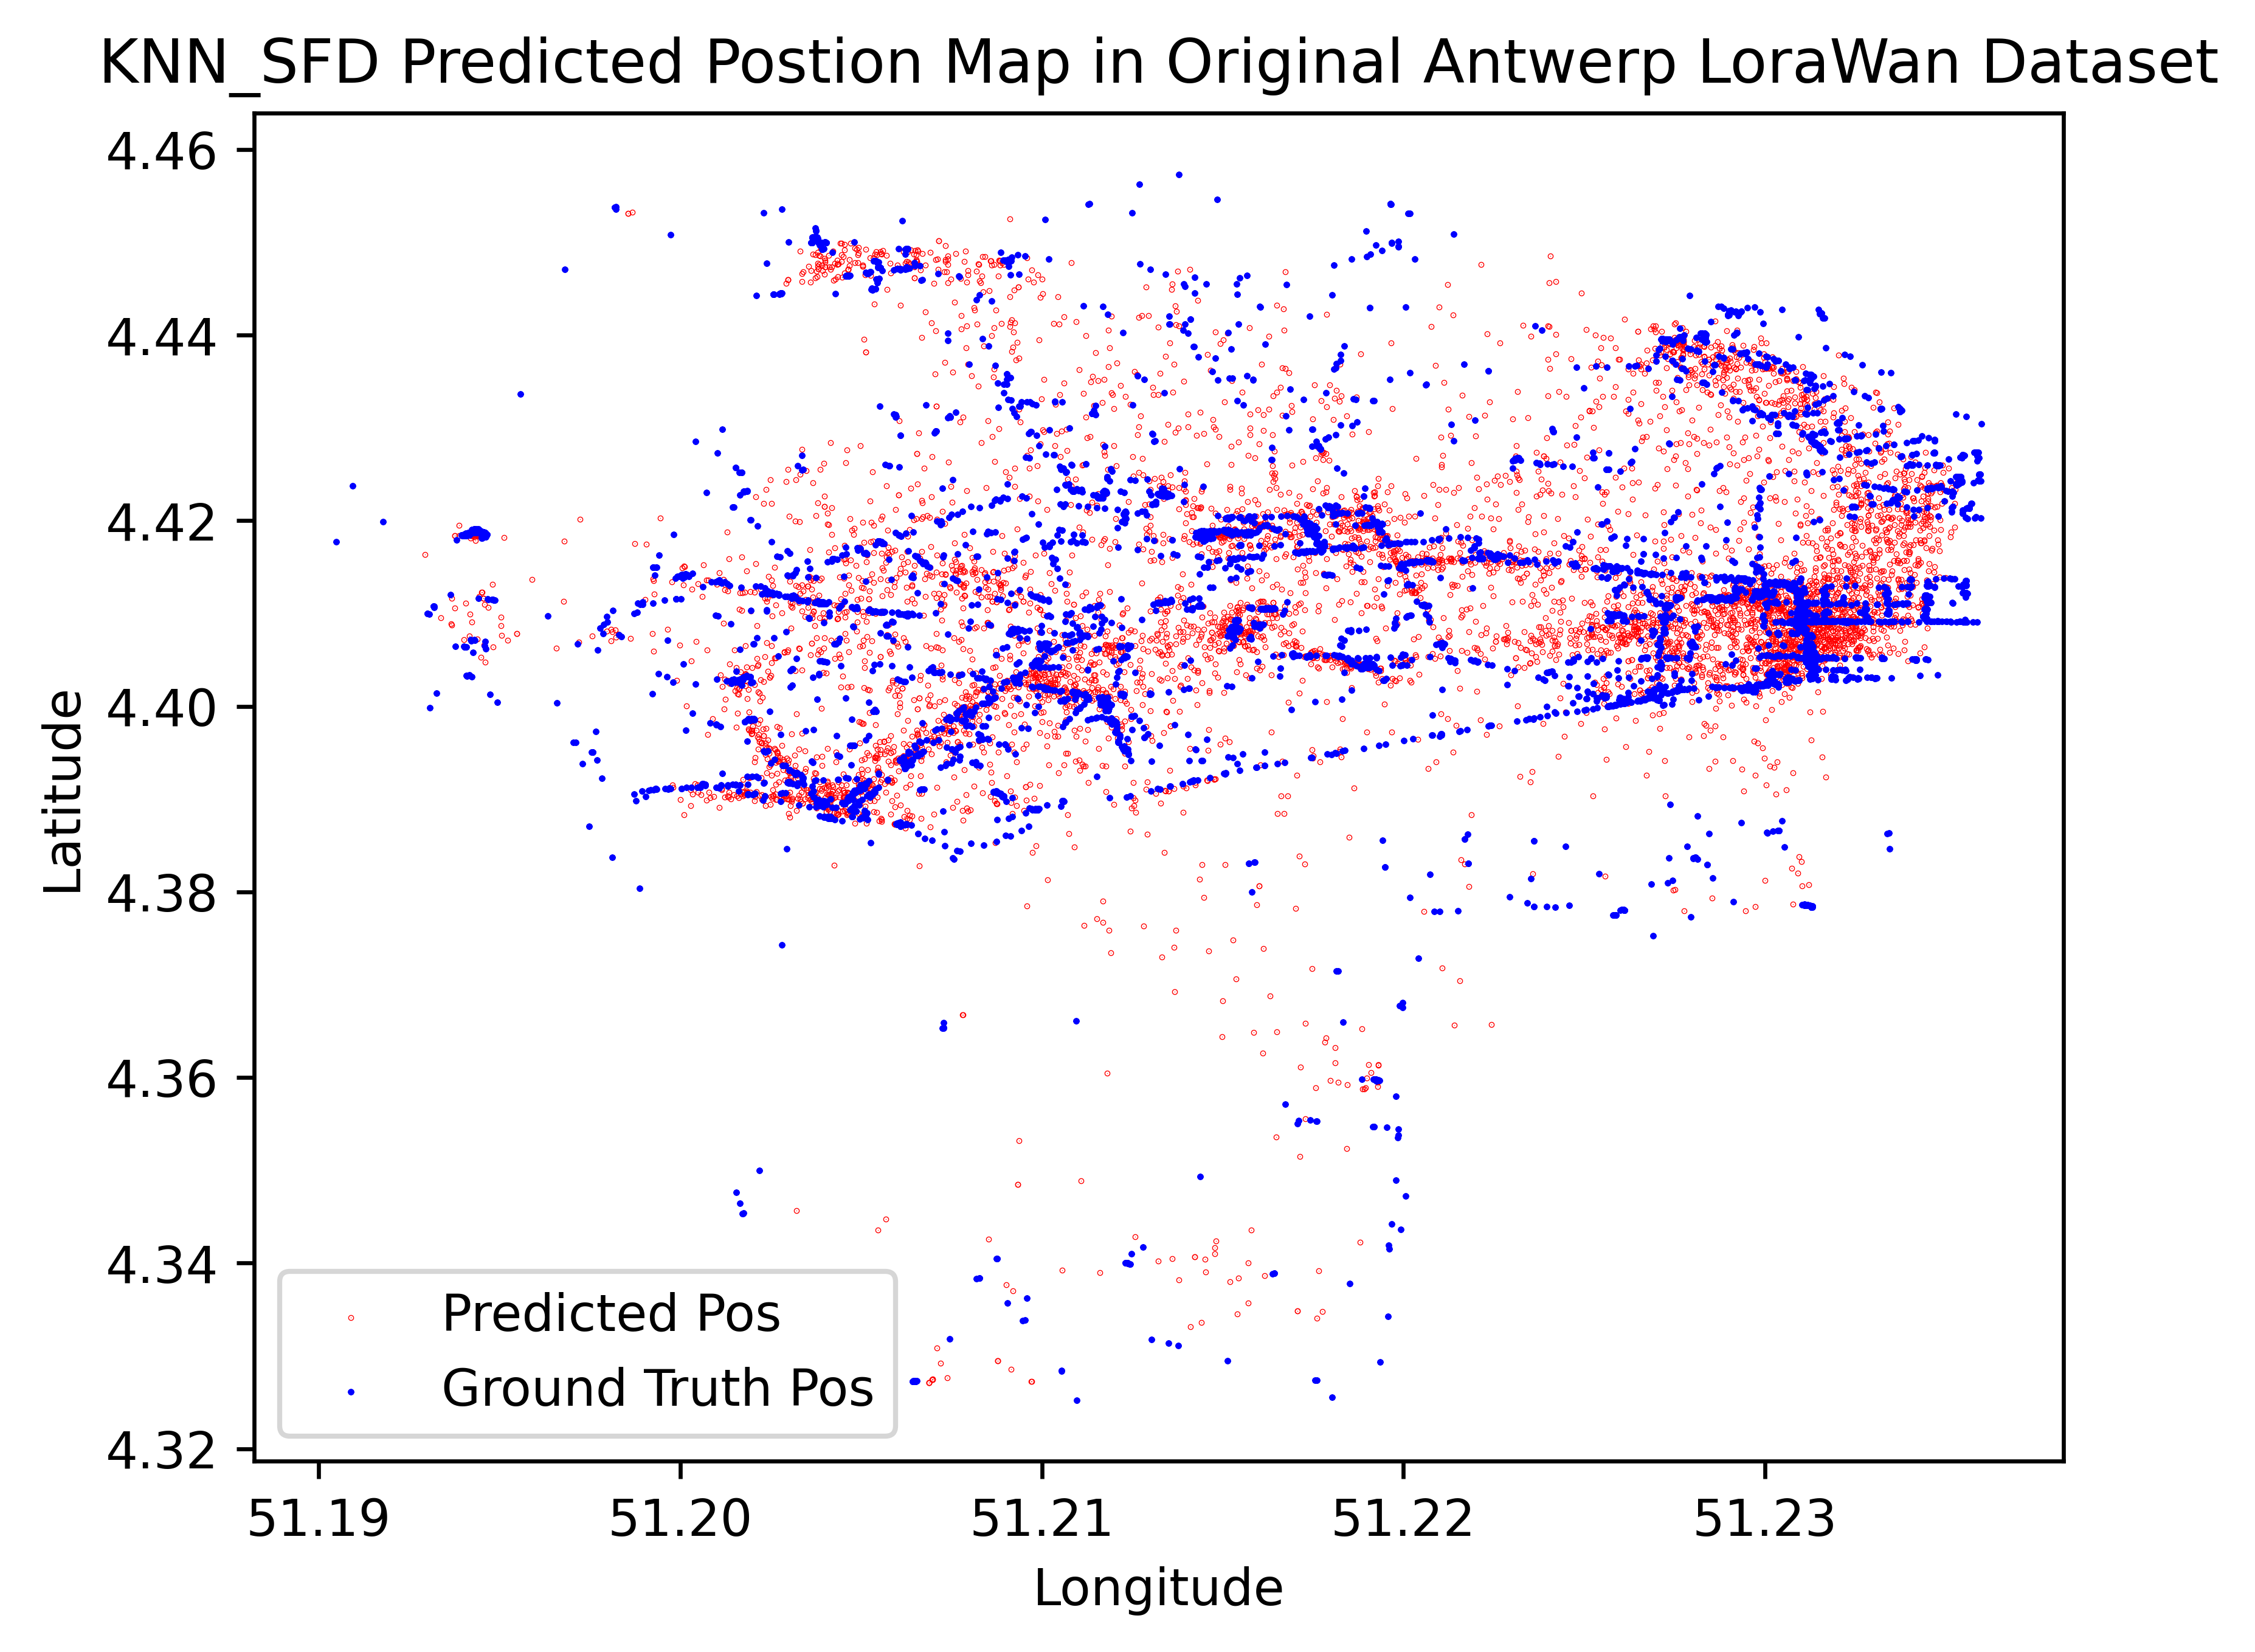 KNN_SFD Predicted Postion Map in Original Antwerp LoraWan Dataset
4.46
4.44
4.42
4.40
4.38
4.36
4.34
4.32
Latitude
Predicted Pos
Ground Truth Pos
51.19 51.20 51.21 51.22 51.23
Longitude